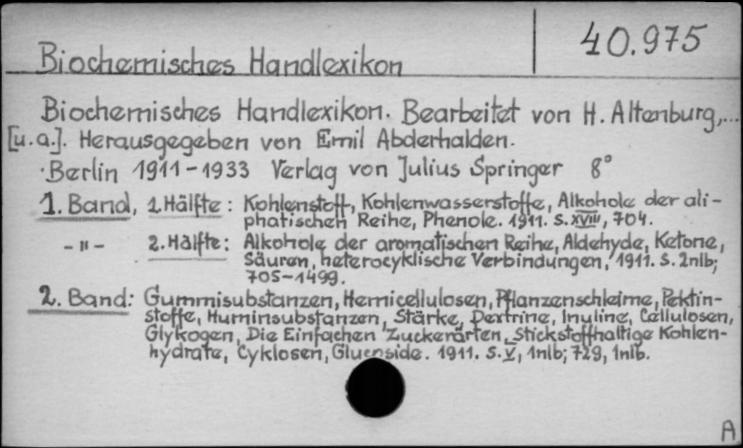 40.975
Biochemisches Handlexikon
Biochemisches Handlexikon. Bearbeitet von H. Altenburg,...
[u.a.]. Herausgegeben von Emil Abderhalden.
Berlin 1911-1933 Verlag von Julius Springer 8°
1. Band, 1. Hälfte: Kohlenstoff, Kohlenwasserstoffe, Alkohole der ali-
phatischen Reihe, Phenole. 1911. S. XVIII, 704.
-"- 2. Hälfte: Alkohole der aromatischen Reihe, Aldehyde, Ketone,
Säuren, heterocyklische Verbindungen, 1911. S. 2nlb;
705-1499.
2. Band: Gummisubstanzen, Hemicellulosen, Pflanzenschleime, Pektin-
stoffe, Huminsubstanzen, Stärke, Dextrine, Inuline, Cellulosen,
Glykogen, Die Einfachen Zuckerarten, Stickstoffhaltige Kohlen-
hydrate, Cyklosen, Glucoside. 1911. S. V, 1nlb; 729, 1nlb.
A